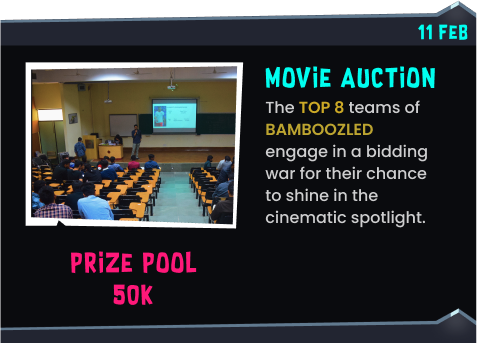 11 FEB
MOViE AUCTiON
The TOP 8 teams of
BAMBOOZLED
engage in a bidding
war for their chance
to shine in the
cinematic spotlight.
PRiZE POOL
50K